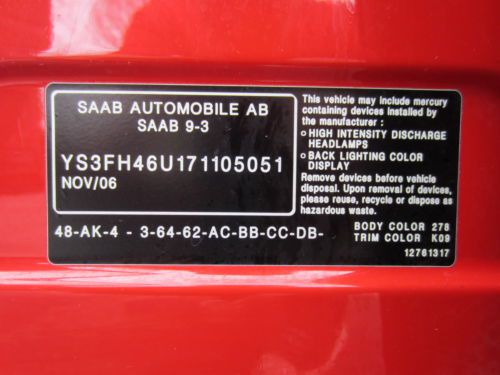 SAAB AUTOMOBILE AB
SAAB 9-3
YS3FH46U171105051
NOV/06
This vehicle may include mercury
containing devices installed by
the manufacturer :
HIGH INTENSITY DISCHARGE
HEADLAMPS
BACK LIGHTING COLOR
DISPLAY
Remove devices before vehicle
disposal. Upon removal of devices,
please reuse, recycle or dispose as
hazardous waste.
48-AK-4 - 3-64-62-AC-BB-CC-DB-
BODY COLOR 278
TRIM COLOR K09
12761317